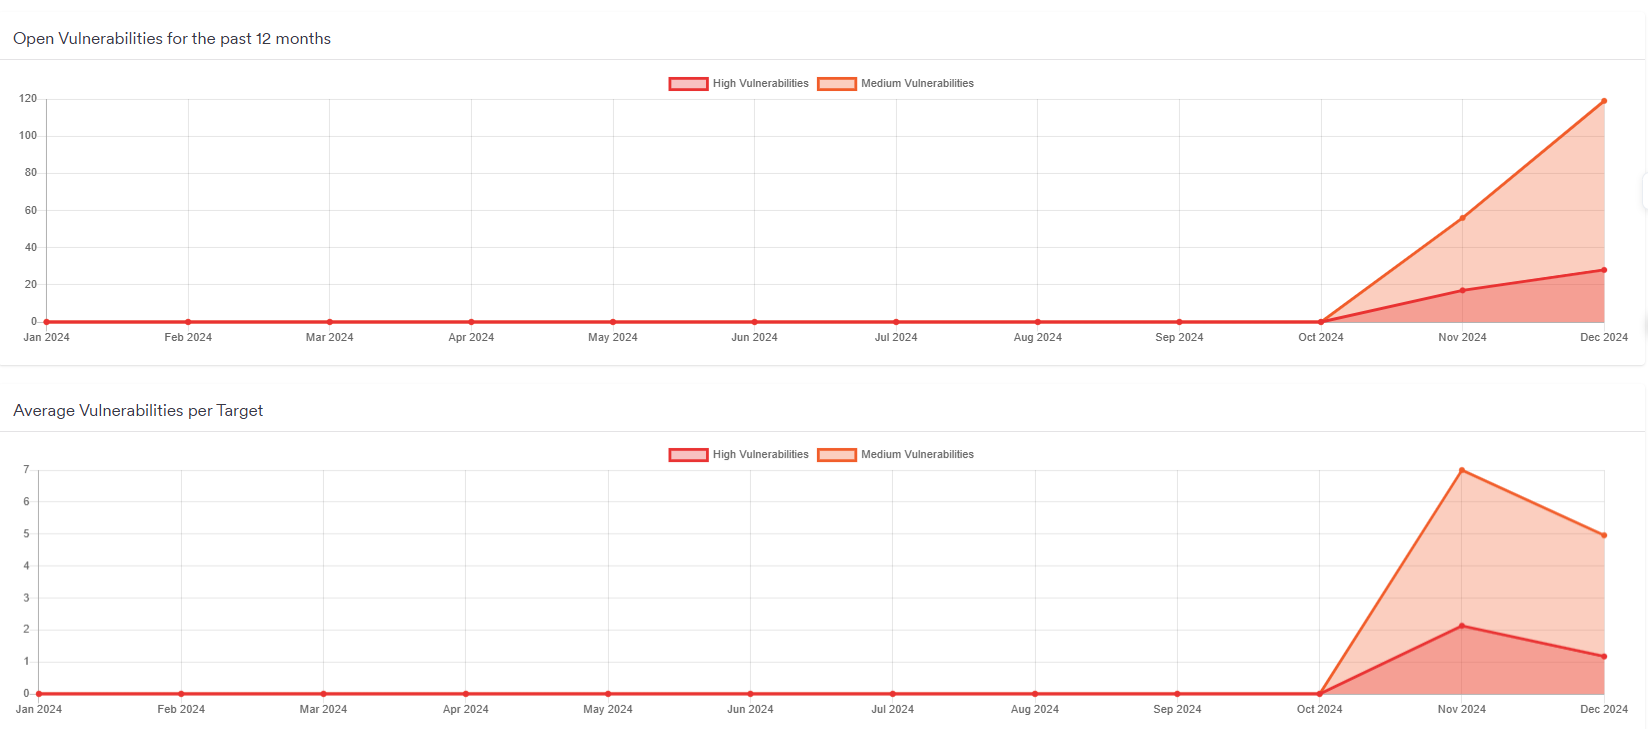 Open Vulnerabilities for the past 12 months
High Vulnerabilities Medium Vulnerabilities
120
100
80
60
40
20
0
Jan 2024 Feb 2024 Mar 2024 Apr 2024 May 2024 Jun 2024 Jul 2024 Aug 2024 Sep 2024 Oct 2024 Nov 2024 Dec 2024
Average Vulnerabilities per Target
High Vulnerabilities Medium Vulnerabilities
7
6
5
4
3
2
1
0
Jan 2024 Feb 2024 Mar 2024 Apr 2024 May 2024 Jun 2024 Jul 2024 Aug 2024 Sep 2024 Oct 2024 Nov 2024 Dec 2024